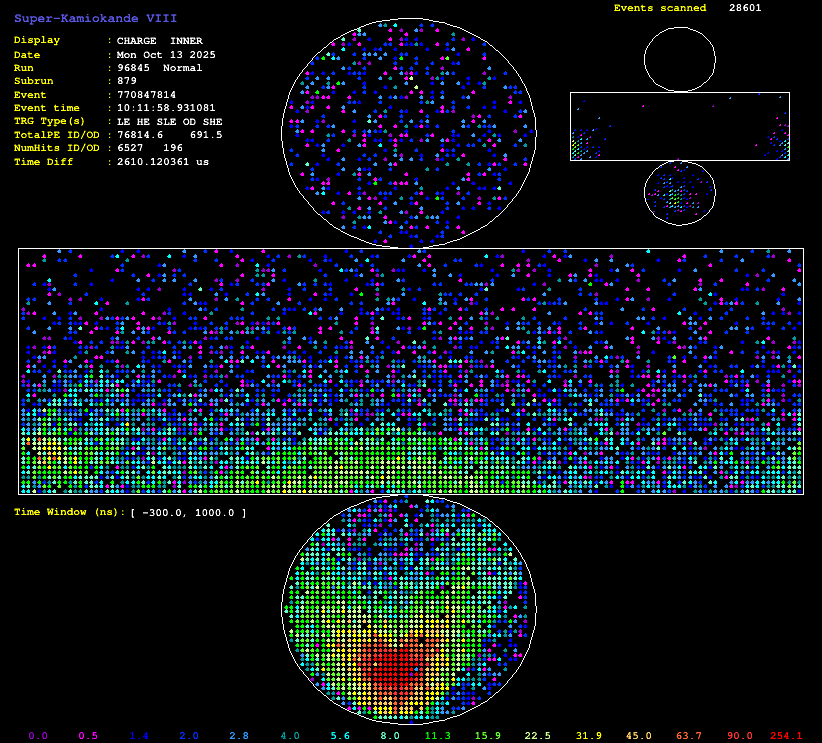 Super-Kamiokande VIII
Events scanned 28601
Display : CHARGE INNER
Date : Mon Oct 13 2025
Run : 96845 Normal
Subrun : 879
Event : 770847814
Event time : 10:11:58.931081
TRG Type(s) : LE HE SLE OD SHE
TotalPE ID/OD : 76814.6 691.5
NumHits ID/OD : 6527 196
Time Diff : 2610.120361 us
Time Window (ns): [ -300.0, 1000.0 ]
0.0 0.5 1.4 2.0 2.8 4.0 5.6 8.0 11.3 15.9 22.5 31.9 45.0 63.7 90.0 254.1